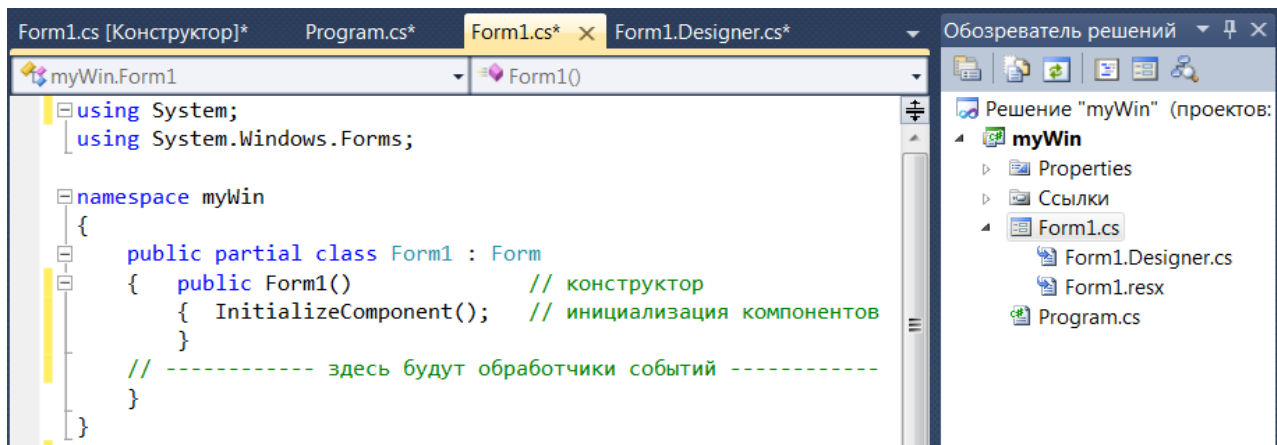 Form1.cs [Конструктор]* Program.cs* Form1.cs* Form1.Designer.cs*
myWin.Form1 Form1()
using System;
using System.Windows.Forms;
namespace myWin
{
public partial class Form1 : Form
{ public Form1() // конструктор
{ InitializeComponent(); // инициализация компонентов
}
// ------------ здесь будут обработчики событий ------------
}
}
Обозреватель решений
Решение "myWin" (проектов:
myWin
Properties
Ссылки
Form1.cs
Form1.Designer.cs
Form1.resx
Program.cs